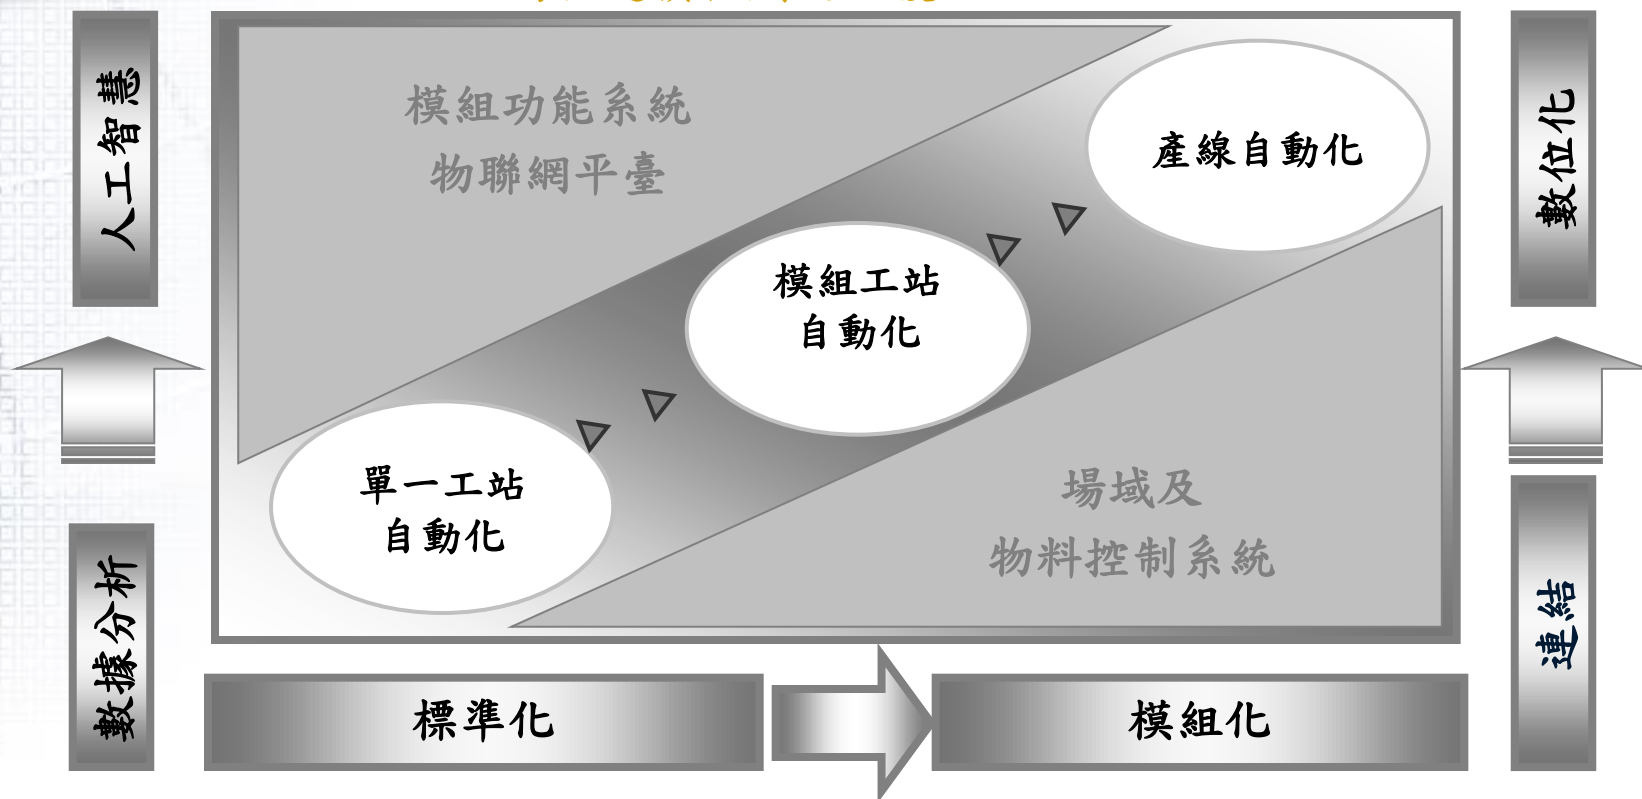 人工智慧
模組功能系統
物聯網平臺
產線自動化
數位化
模組工站
自動化
單一工站
自動化
場域及
物料控制系統
數據分析
連結
標準化
模組化